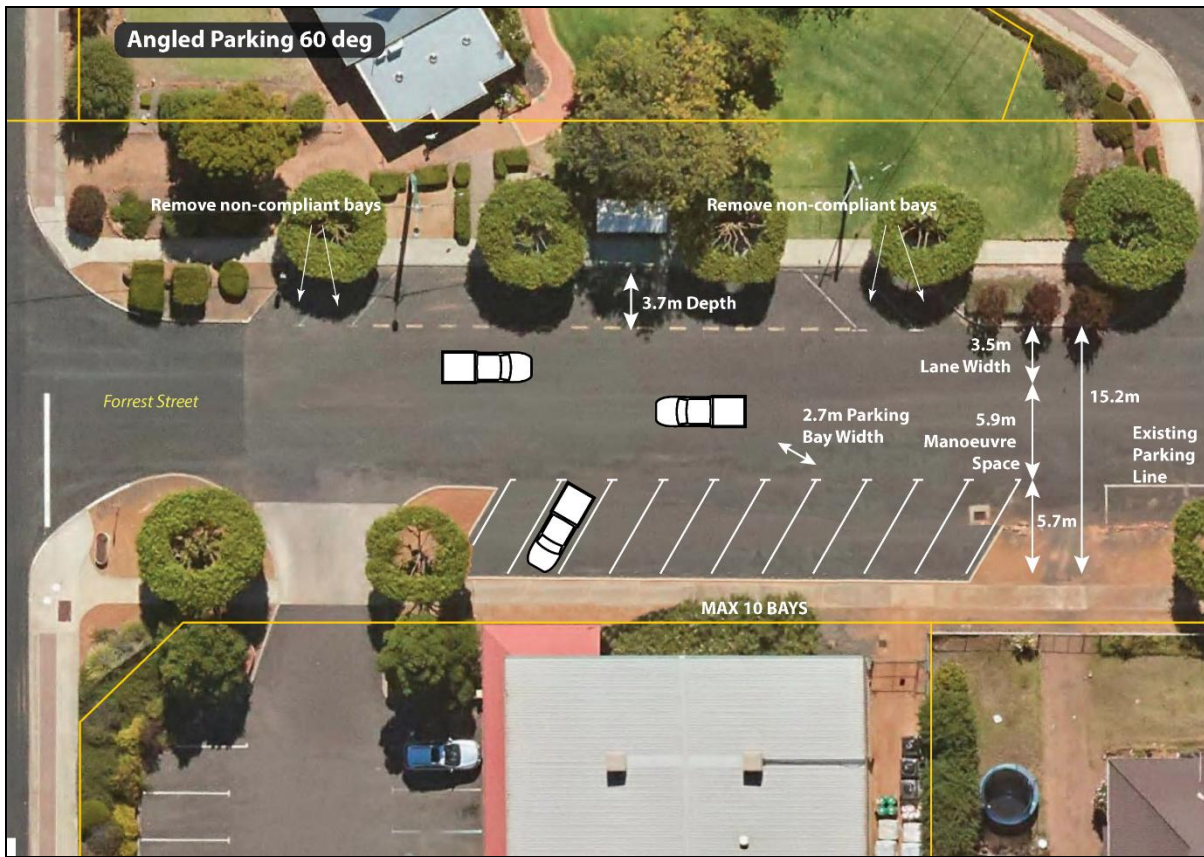 Angled Parking 60 deg
Remove non-compliant bays
Remove non-compliant bays
3.7m Depth
3.5m
Lane Width
15.2m
Forrest Street
2.7m Parking
Bay Width
5.9m
Manoeuvre
Space
Existing
Parking
Line
5.7m
MAX 10 BAYS